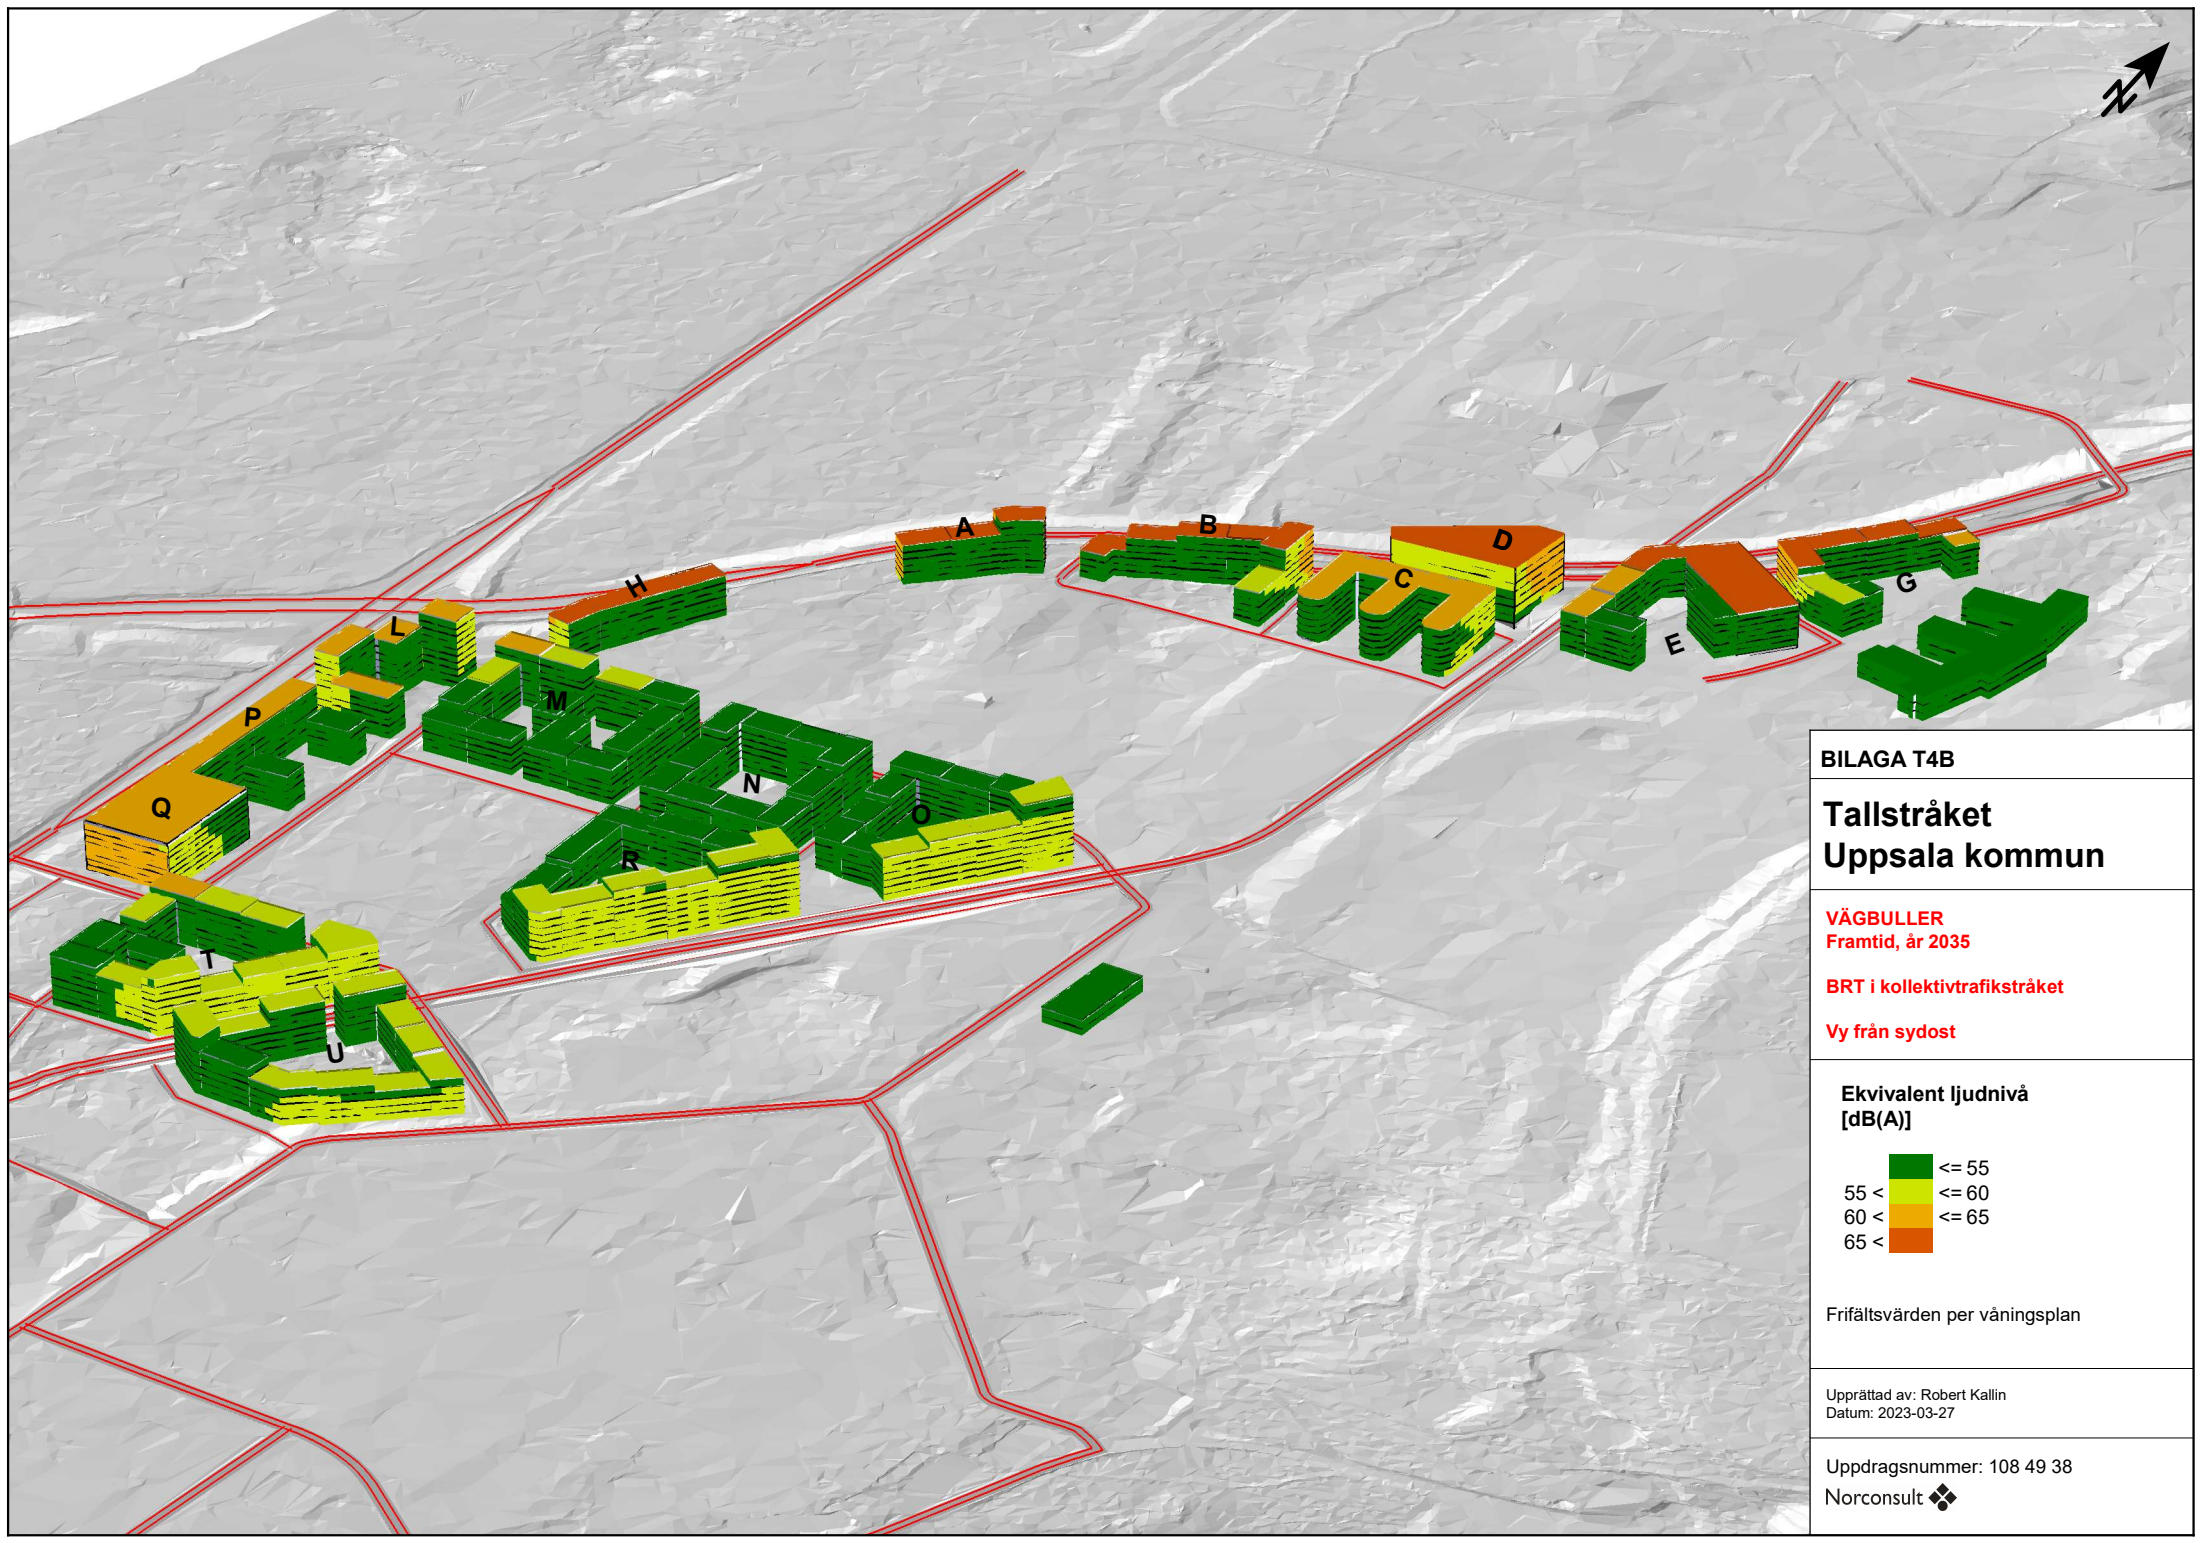 N
A
B
D
C
H
G
E
L
M
P
N
Q
O
R
T
U
BILAGA T4B
Tallstråket
Uppsala kommun
VÄGBULLER
Framtid, år 2035
BRT i kollektivtrafikstråket
Vy från sydost
Ekvivalent ljudnivå
[dB(A)]
<= 55
55 < <= 60
60 < <= 65
65 <
Frifältsvärden per våningsplan
Upprättad av: Robert Kallin
Datum: 2023-03-27
Uppdragsnummer: 108 49 38
Norconsult